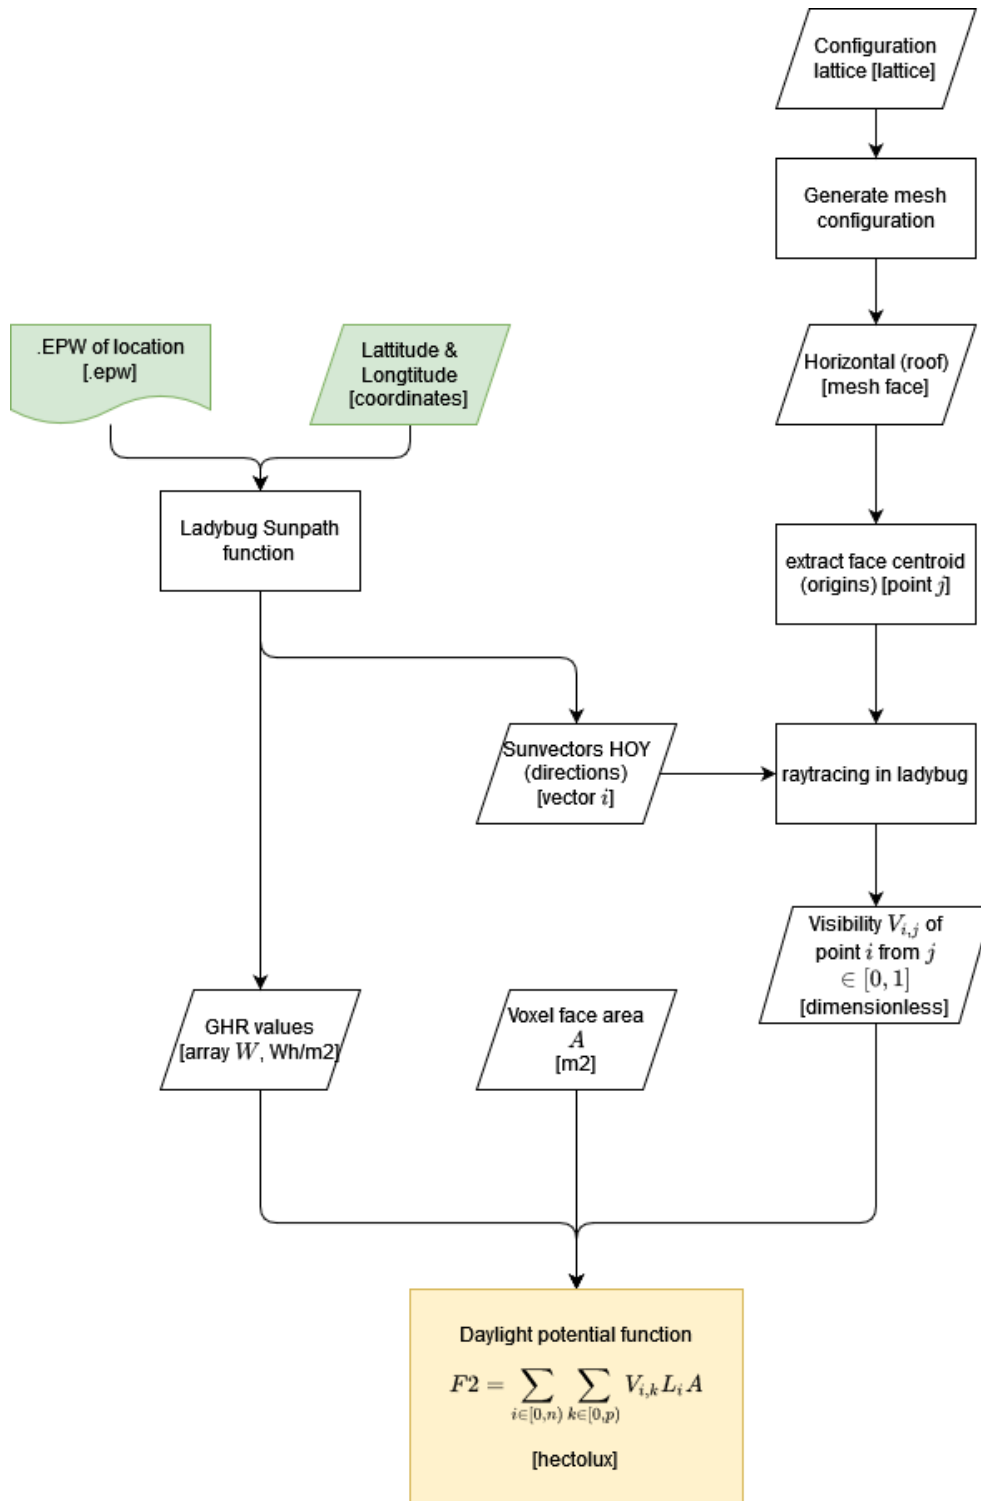 Configuration
lattice [lattice]
Generate mesh
configuration
.EPW of location
[.epw]
Lattitude &
Longtitude
[coordinates]
Horizontal (roof)
[mesh face]
Ladybug Sunpath
function
extract face centroid
(origins) [point j]
Sunvectors HOY
(directions)
[vector i]
raytracing in ladybug
Visibility V_{i,j} of
point i from j
∈ [0, 1]
[dimensionless]
GHR values
[array W, Wh/m2]
Voxel face area
A
[m2]
Daylight potential function
F2 = ∑_{i∈[0,n)} ∑_{k∈[0,p)} V_{i,k} L_i A
[hectolux]